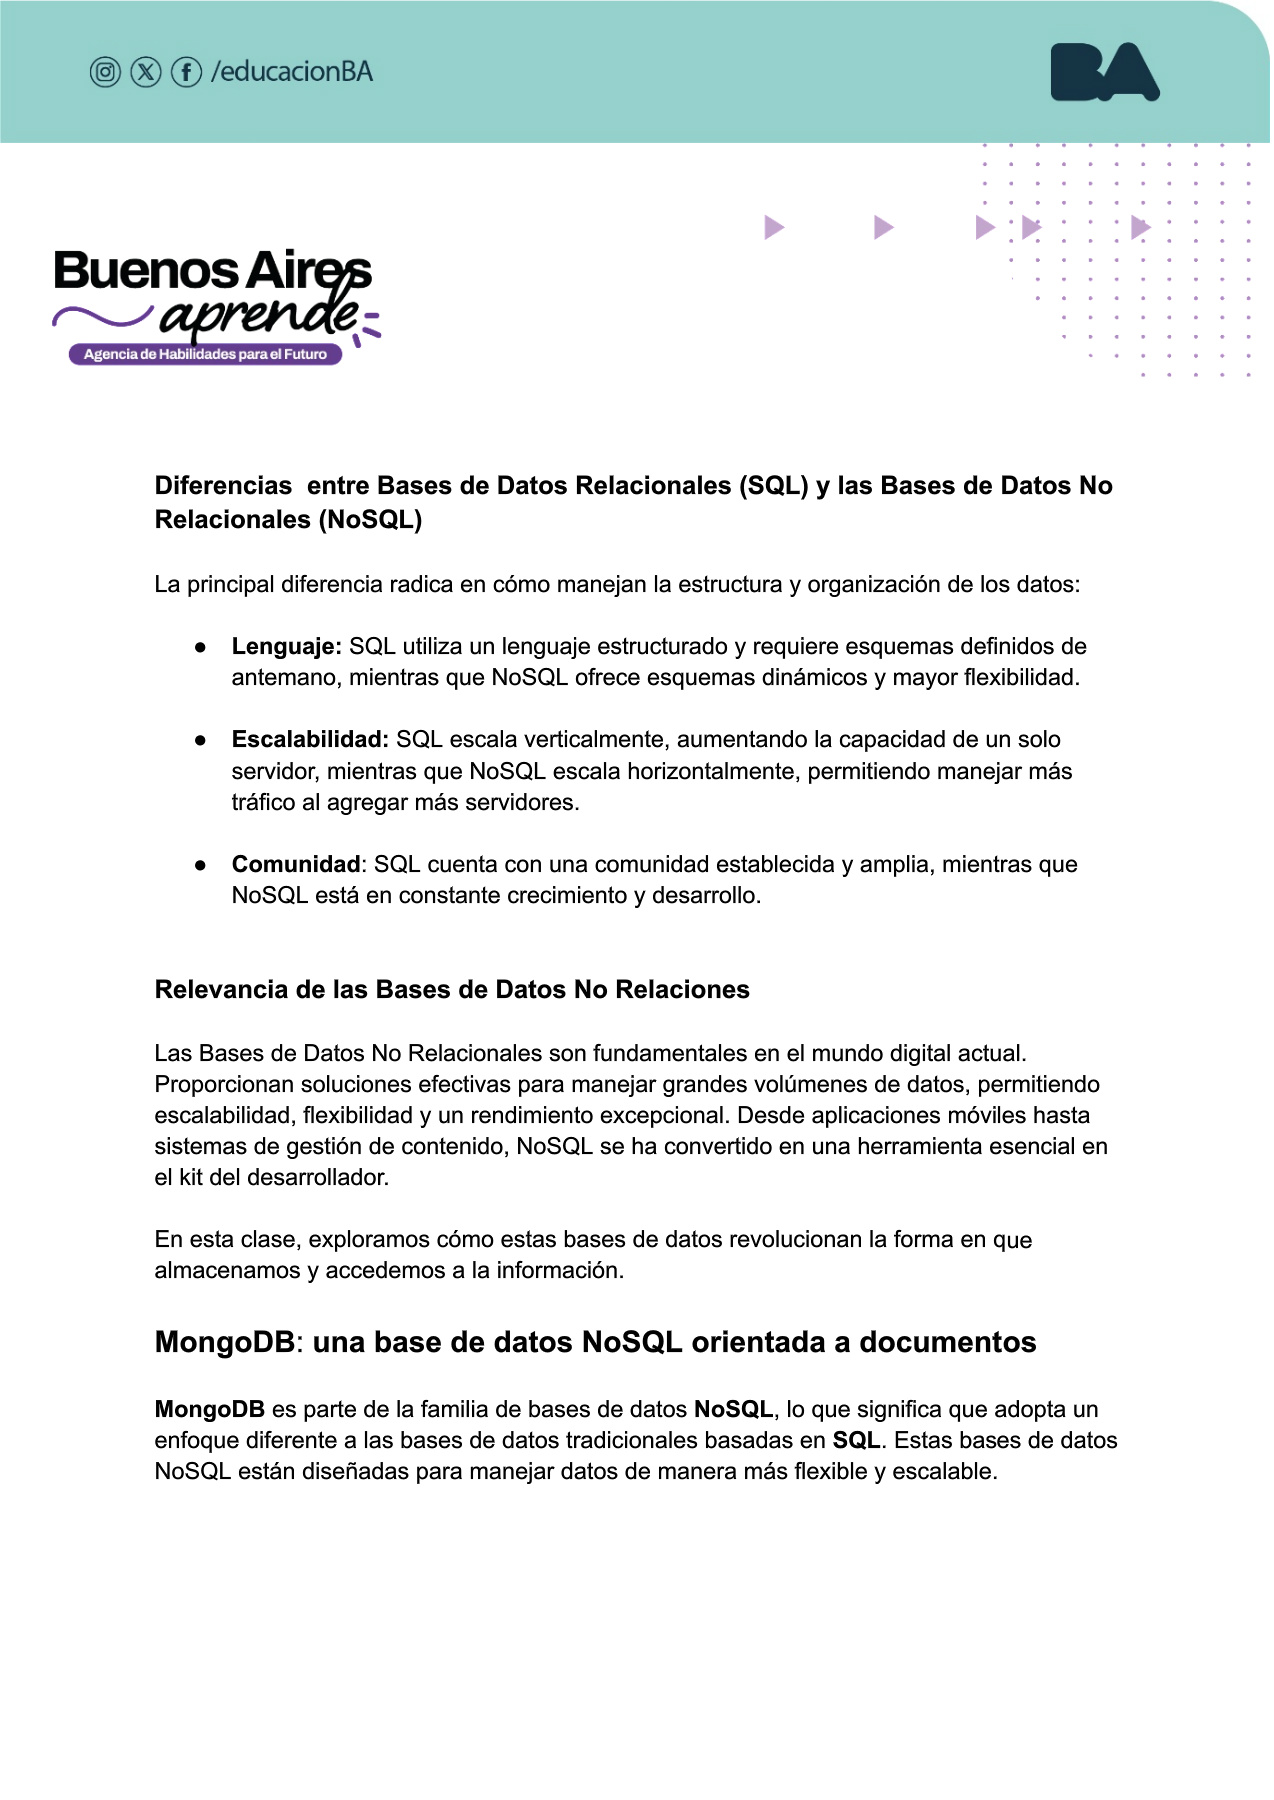 /educacionBA
BA
Buenos Aires
aprende
Agencia de Habilidades para el Futuro
Diferencias  entre Bases de Datos Relacionales (SQL) y las Bases de Datos No
Relacionales (NoSQL)
La principal diferencia radica en cómo manejan la estructura y organización de los datos:
● Lenguaje: SQL utiliza un lenguaje estructurado y requiere esquemas definidos de
antemano, mientras que NoSQL ofrece esquemas dinámicos y mayor flexibilidad.
● Escalabilidad: SQL escala verticalmente, aumentando la capacidad de un solo
servidor, mientras que NoSQL escala horizontalmente, permitiendo manejar más
tráfico al agregar más servidores.
● Comunidad: SQL cuenta con una comunidad establecida y amplia, mientras que
NoSQL está en constante crecimiento y desarrollo.
Relevancia de las Bases de Datos No Relaciones
Las Bases de Datos No Relacionales son fundamentales en el mundo digital actual.
Proporcionan soluciones efectivas para manejar grandes volúmenes de datos, permitiendo
escalabilidad, flexibilidad y un rendimiento excepcional. Desde aplicaciones móviles hasta
sistemas de gestión de contenido, NoSQL se ha convertido en una herramienta esencial en
el kit del desarrollador.
En esta clase, exploramos cómo estas bases de datos revolucionan la forma en que
almacenamos y accedemos a la información.
MongoDB: una base de datos NoSQL orientada a documentos
MongoDB es parte de la familia de bases de datos NoSQL, lo que significa que adopta un
enfoque diferente a las bases de datos tradicionales basadas en SQL. Estas bases de datos
NoSQL están diseñadas para manejar datos de manera más flexible y escalable.